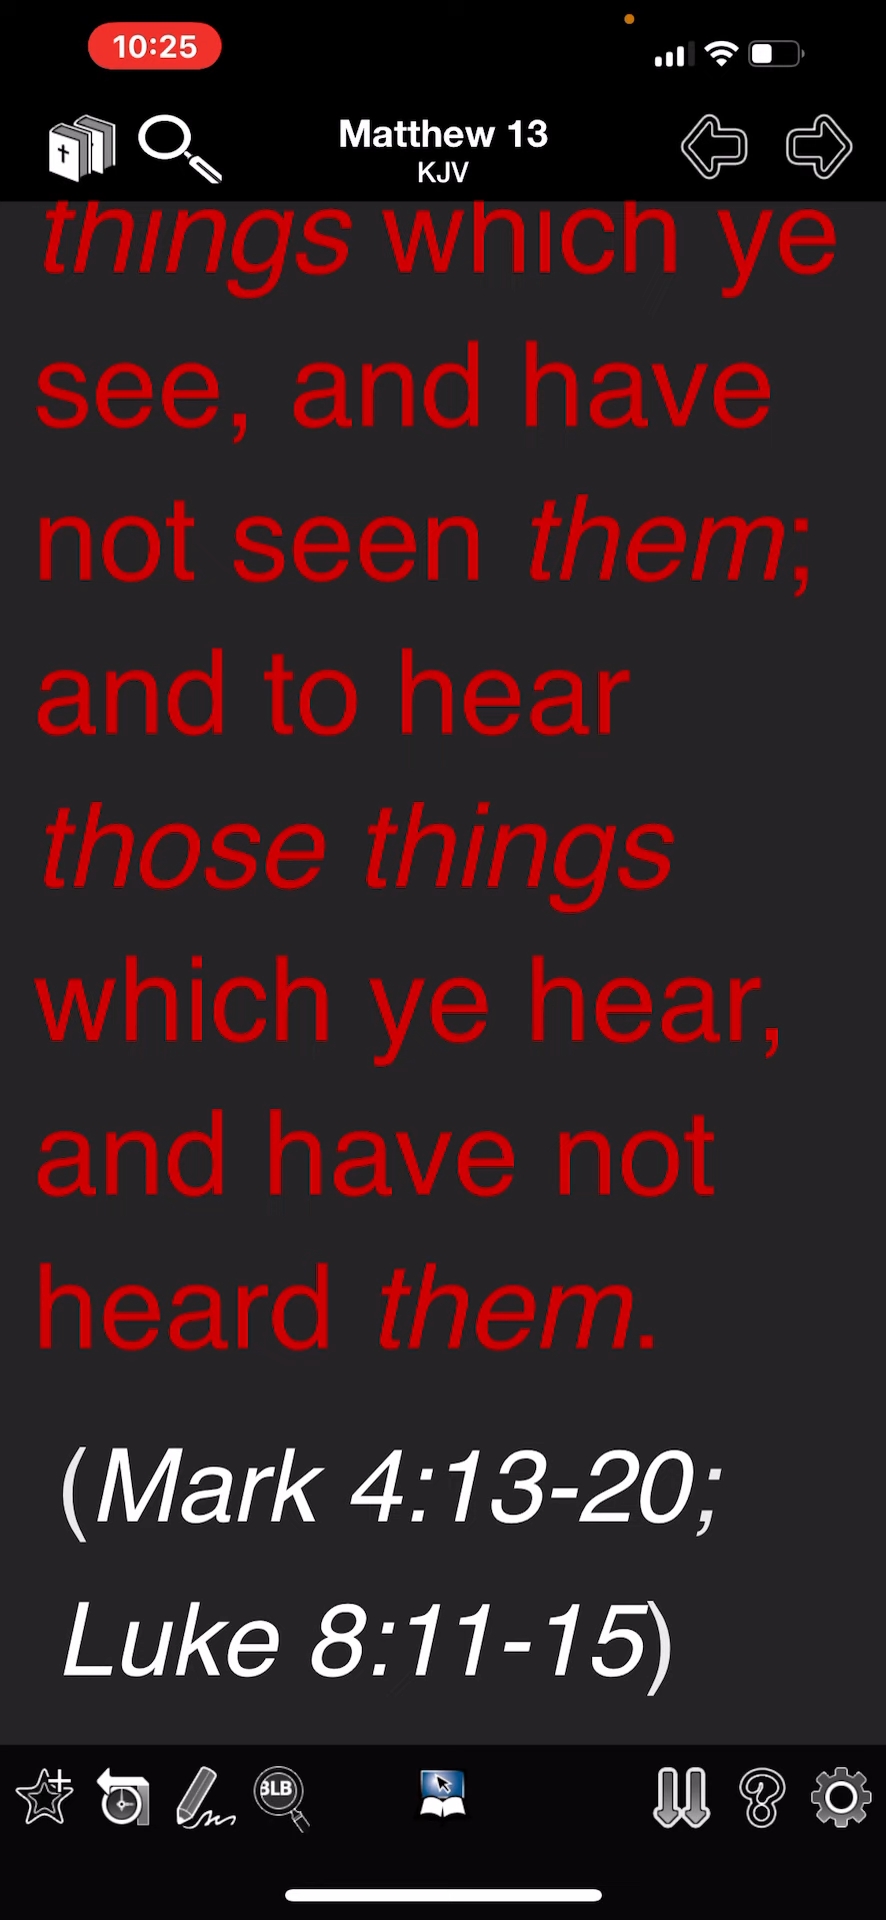 10:25
Matthew 13
KJV
things which ye
see, and have
not seen them;
and to hear
those things
which ye hear,
and have not
heard them.
(Mark 4:13-20;
Luke 8:11-15)
BLB